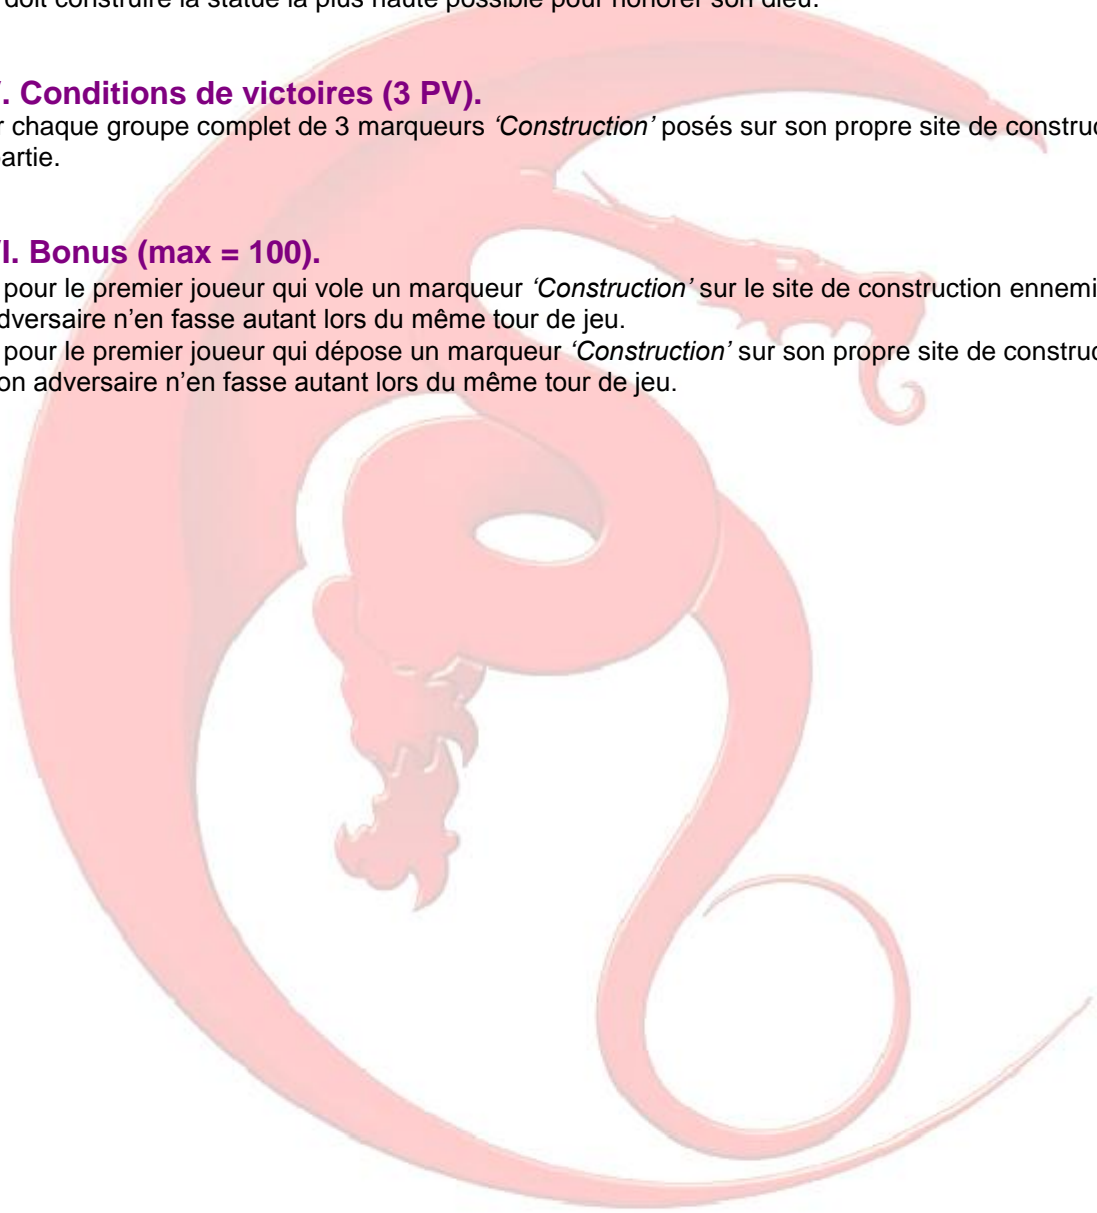 doit construire la statue la plus haute possible pour honorer son dieu.
. Conditions de victoires (3 PV).
r chaque groupe complet de 3 marqueurs ‘Construction’ posés sur son propre site de construc
artie.
I. Bonus (max = 100).
pour le premier joueur qui vole un marqueur ‘Construction’ sur le site de construction ennemi
dversaire n’en fasse autant lors du même tour de jeu.
pour le premier joueur qui dépose un marqueur ‘Construction’ sur son propre site de construc
on adversaire n’en fasse autant lors du même tour de jeu.